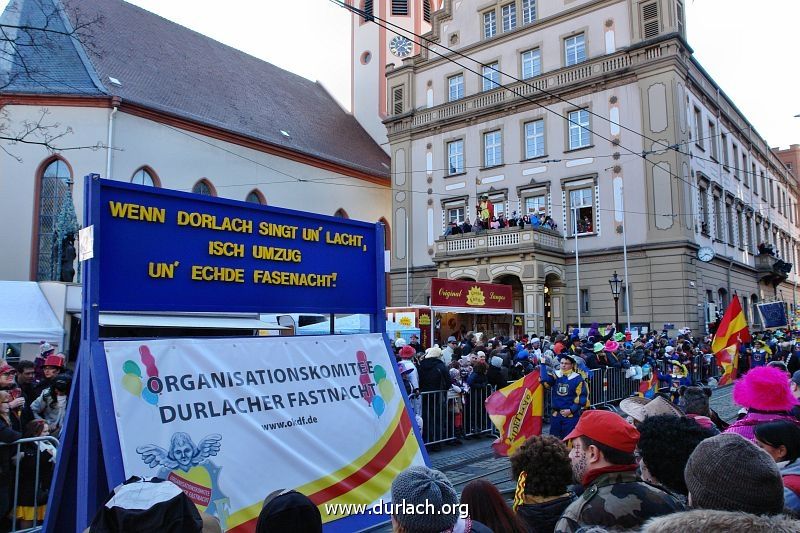 WENN DORLACH SINGT UN' LACHT,
ISCH UMZUG
UN' ECHDE FASENACHT!
Original Langos
ORGANISATIONSKOMITEE
DURLACHER FASTNACHT
www.okdf.de
www.durlach.org